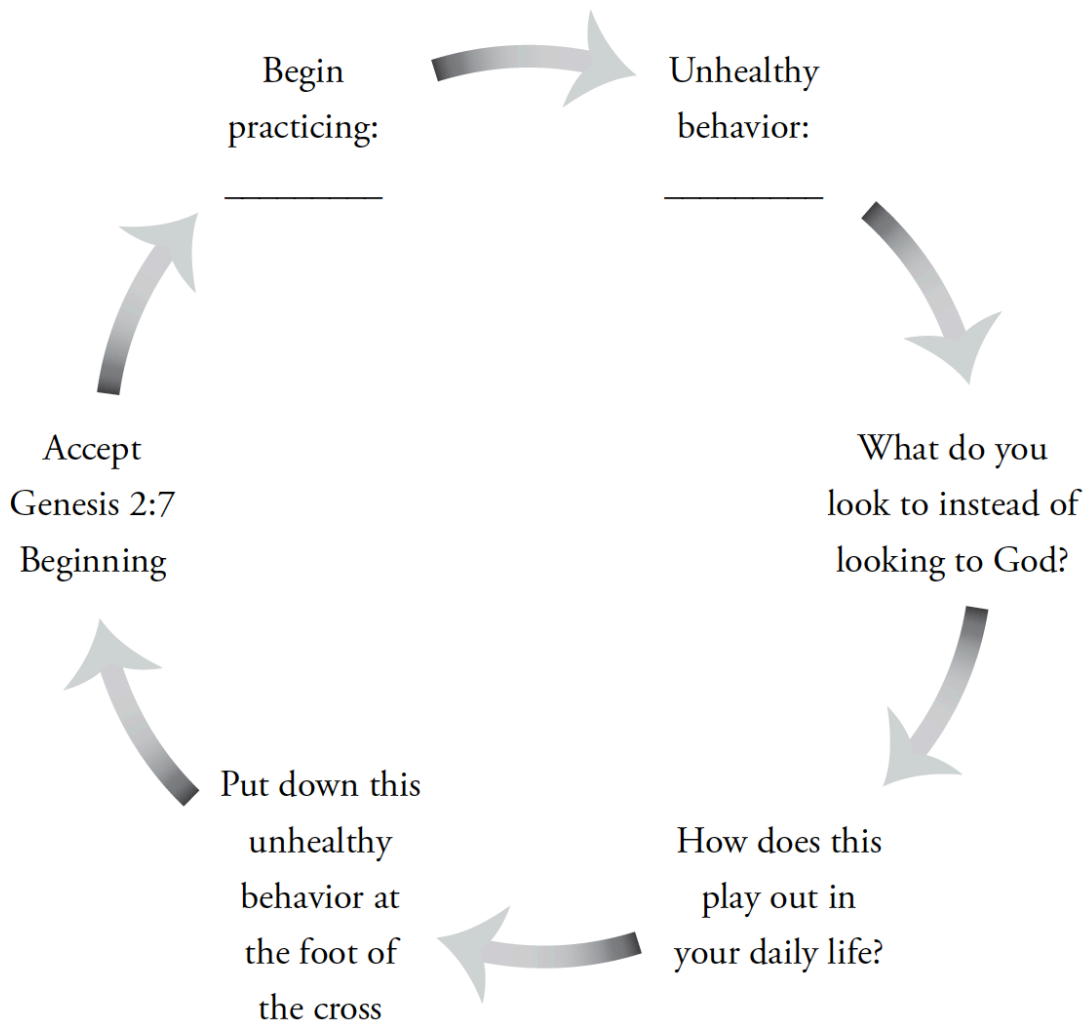 Begin
practicing:
_________
Unhealthy
behavior:
_________
What do you
look to instead of
looking to God?
How does this
play out in
your daily life?
Put down this
unhealthy
behavior at
the foot of
the cross
Accept
Genesis 2:7
Beginning